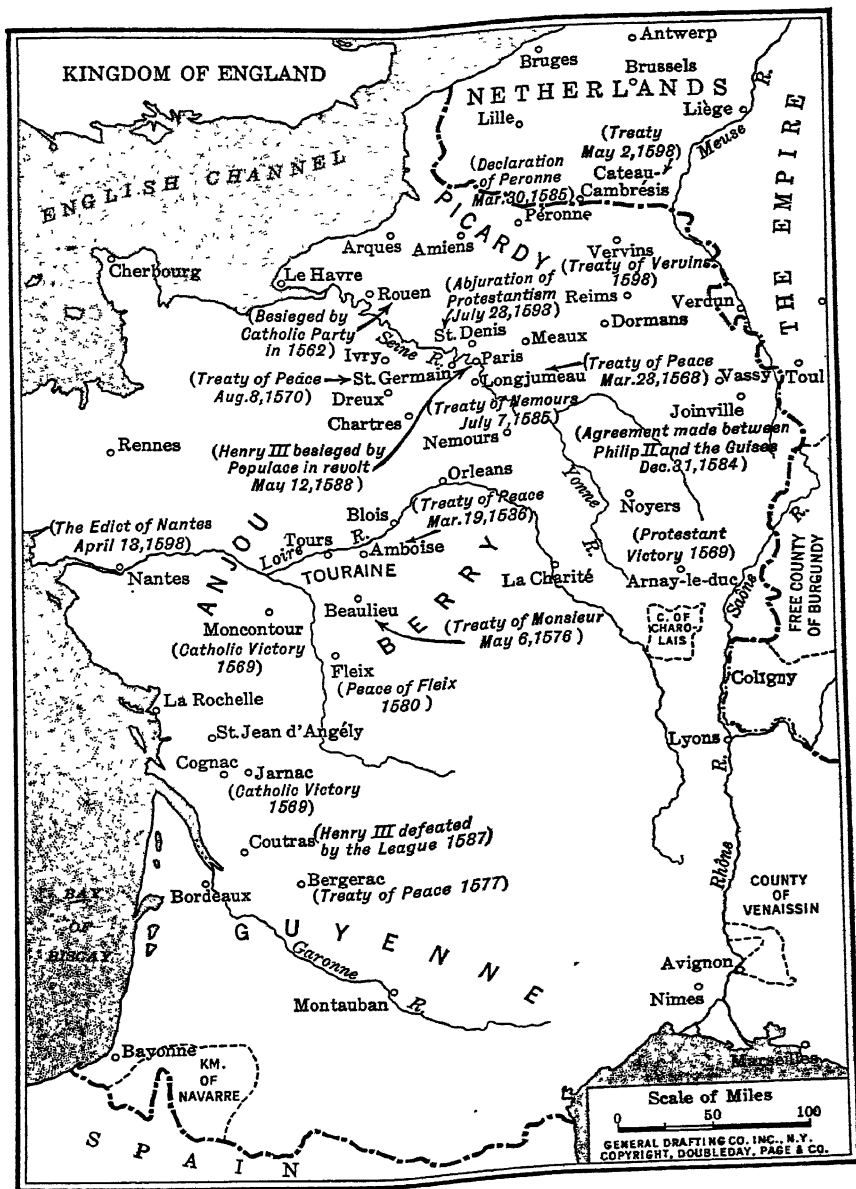 KINGDOM OF ENGLAND
Antwerp
Bruges
Brussels
NETHERLANDS
R.
Lille
Liège
Meuse
THE EMPIRE
ENGLISH CHANNEL
(Treaty
May 2,1598)
(Declaration
of Peronne
Mar.30,1585)
Cateau-
Cambrésis
PICARDY
Péronne
Arques
Amiens
Vervins
(Treaty of Vervins
1598)
Cherbourg
Le Havre
(Abjuration of
Protestantism
July 23,1593)
Rouen
Reims
Verdun
(Besieged by
Catholic Party
in 1562)
Seine R.
St. Denis
Dormans
Meaux
Ivry
Paris
(Treaty of Peace
Aug.8,1570)
St. Germain
Longjumeau
(Treaty of Peace
Mar.23,1568)
Vassy
Toul
Dreux
(Treaty of Nemours
July 7,1585)
Joinville
Chartres
Nemours
(Agreement made between
Philip II and the Guises
Dec.31,1584)
Rennes
(Henry III besieged by
Populace in revolt
May 12,1588)
Orleans
Yonne
R.
Noyers
Blois
(Treaty of Peace
Mar.19,1536)
(The Edict of Nantes
April 13,1598)
ANJOU
Tours
Loire R.
Amboise
(Protestant
Victory 1569)
R.
Nantes
TOURAINE
BERRY
La Charité
Arnay-le-duc
Saône
FREE COUNTY
OF BURGUNDY
Beaulieu
Moncontour
(Catholic Victory
1569)
(Treaty of Monsieur
May 6,1576)
C. OF
CHARO-
LAIS
Fleix
(Peace of Fleix
1580)
Coligny
La Rochelle
St. Jean d'Angély
Lyons
R.
Cognac
Jarnac
(Catholic Victory
1569)
Coutras
(Henry III defeated
by the League 1587)
Rhône
Bergerac
(Treaty of Peace 1577)
Bordeaux
COUNTY
OF
VENAISSIN
BAY
OF
BISCAY
GUYENNE
Garonne
R.
Avignon
Montauban
Nimes
Bayonne
KM.
OF
NAVARRE
Marseilles
SPAIN
Scale of Miles
0 50 100
GENERAL DRAFTING CO. INC., N.Y.
COPYRIGHT, DOUBLEDAY, PAGE & CO.